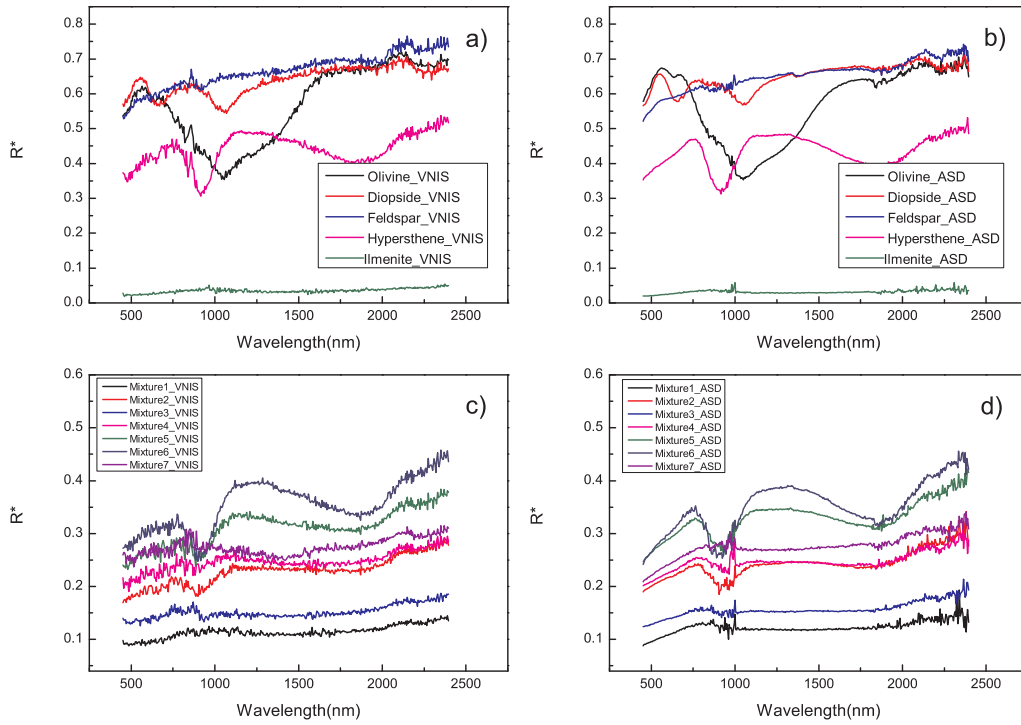 a)
0.8
0.7
0.6
0.5
0.4
0.3
0.2
0.1
0.0
R*
Olivine_VNIS
Diopside_VNIS
Feldspar_VNIS
Hypersthene_VNIS
Ilmenite_VNIS
500 1000 1500 2000 2500
Wavelength(nm)
b)
0.8
0.7
0.6
0.5
0.4
0.3
0.2
0.1
0.0
R*
Olivine_ASD
Diopside_ASD
Feldspar_ASD
Hypersthene_ASD
Ilmenite_ASD
500 1000 1500 2000 2500
Wavelength(nm)
c)
0.6
0.5
0.4
0.3
0.2
0.1
R*
Mixture1_VNIS
Mixture2_VNIS
Mixture3_VNIS
Mixture4_VNIS
Mixture5_VNIS
Mixture6_VNIS
Mixture7_VNIS
500 1000 1500 2000 2500
Wavelength(nm)
d)
0.6
0.5
0.4
0.3
0.2
0.1
R*
Mixture1_ASD
Mixture2_ASD
Mixture3_ASD
Mixture4_ASD
Mixture5_ASD
Mixture6_ASD
Mixture7_ASD
500 1000 1500 2000 2500
Wavelength(nm)